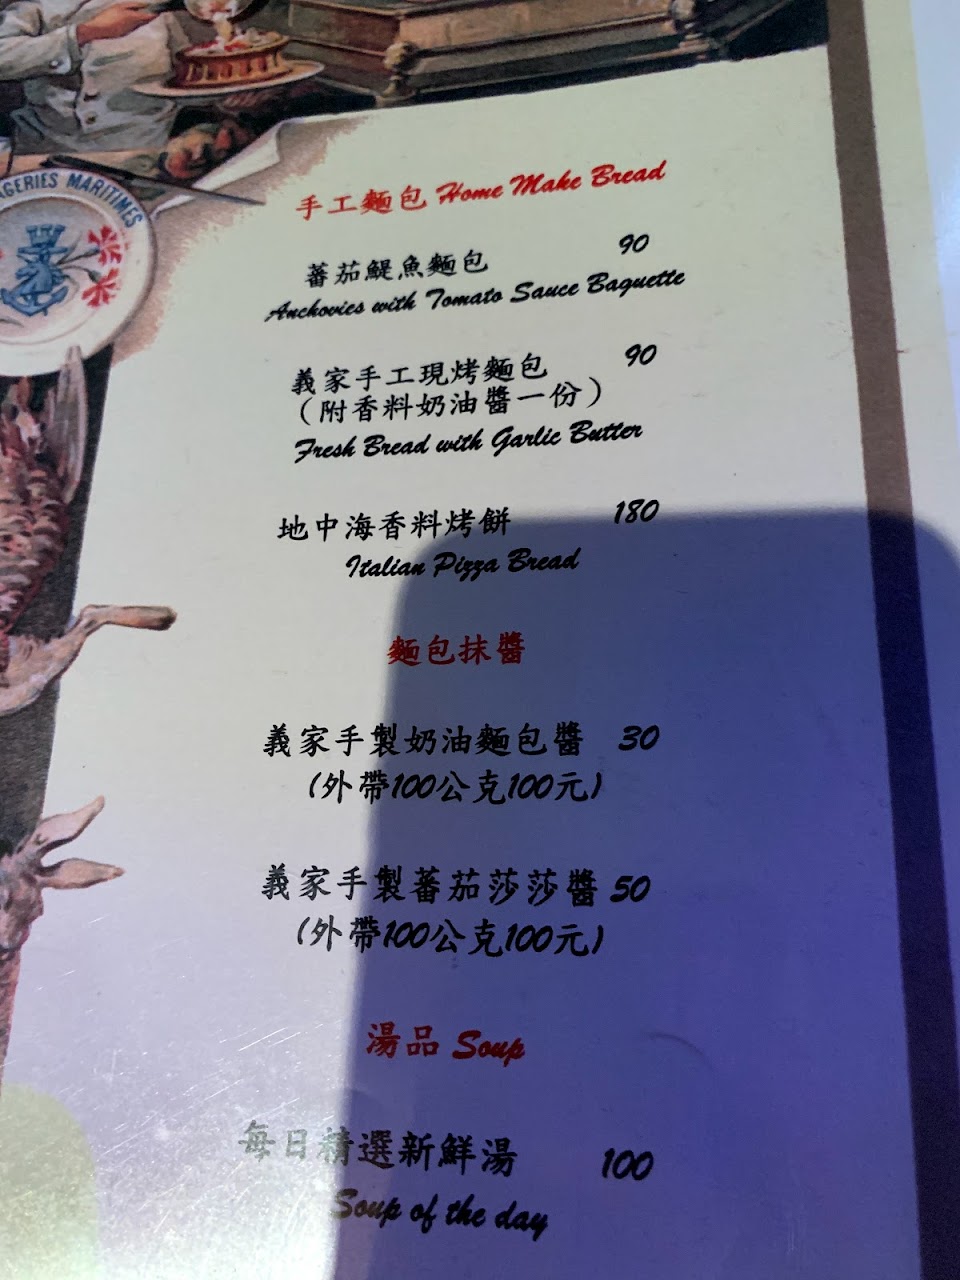 AGERIES MARITIMES
手工麵包 Home Make Bread
蕃茄鯷魚麵包 90
Anchovies with Tomato Sauce Baguette
義家手工現烤麵包 90
（附香料奶油醬一份）
Fresh Bread with Garlic Butter
地中海香料烤餅 180
Italian Pizza Bread
麵包抹醬
義家手製奶油麵包醬 30
(外帶100公克100元)
義家手製蕃茄莎莎醬 50
(外帶100公克100元)
湯品 Soup
每日精選新鮮湯 100
Soup of the day